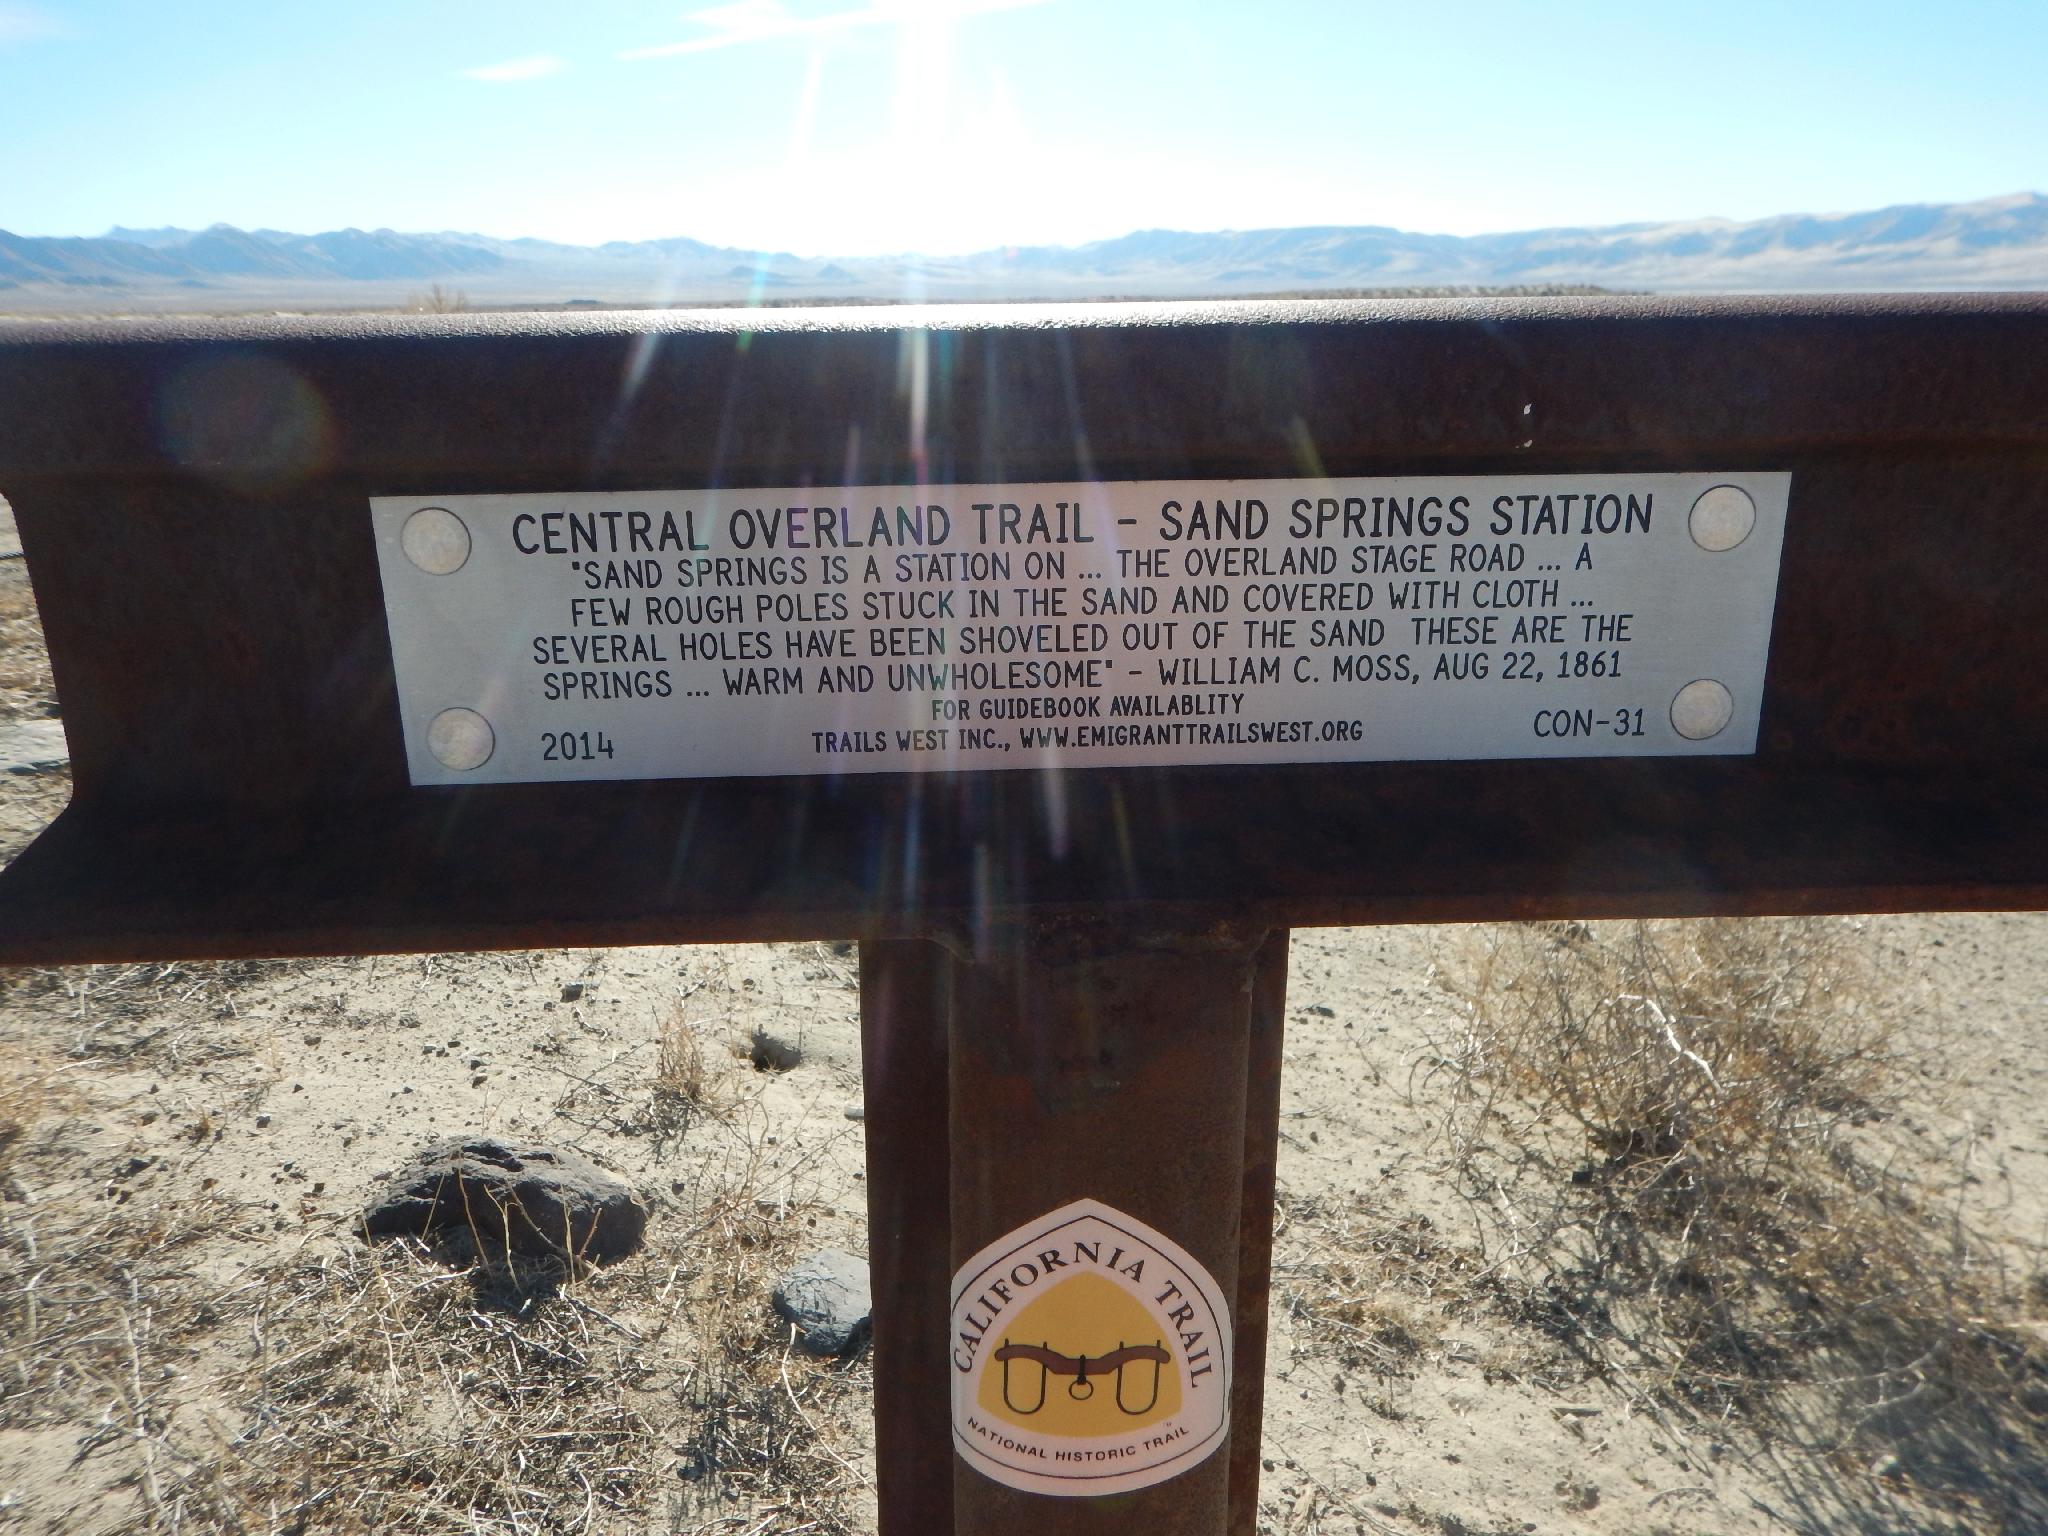 CENTRAL OVERLAND TRAIL - SAND SPRINGS STATION
"SAND SPRINGS IS A STATION ON ... THE OVERLAND STAGE ROAD ... A
FEW ROUGH POLES STUCK IN THE SAND AND COVERED WITH CLOTH ...
SEVERAL HOLES HAVE BEEN SHOVELED OUT OF THE SAND THESE ARE THE
SPRINGS ... WARM AND UNWHOLESOME" - WILLIAM C. MOSS, AUG 22, 1861
FOR GUIDEBOOK AVAILABLITY
2014 TRAILS WEST INC., WWW.EMIGRANTTRAILSWEST.ORG CON-31
CALIFORNIA TRAIL
NATIONAL HISTORIC TRAIL